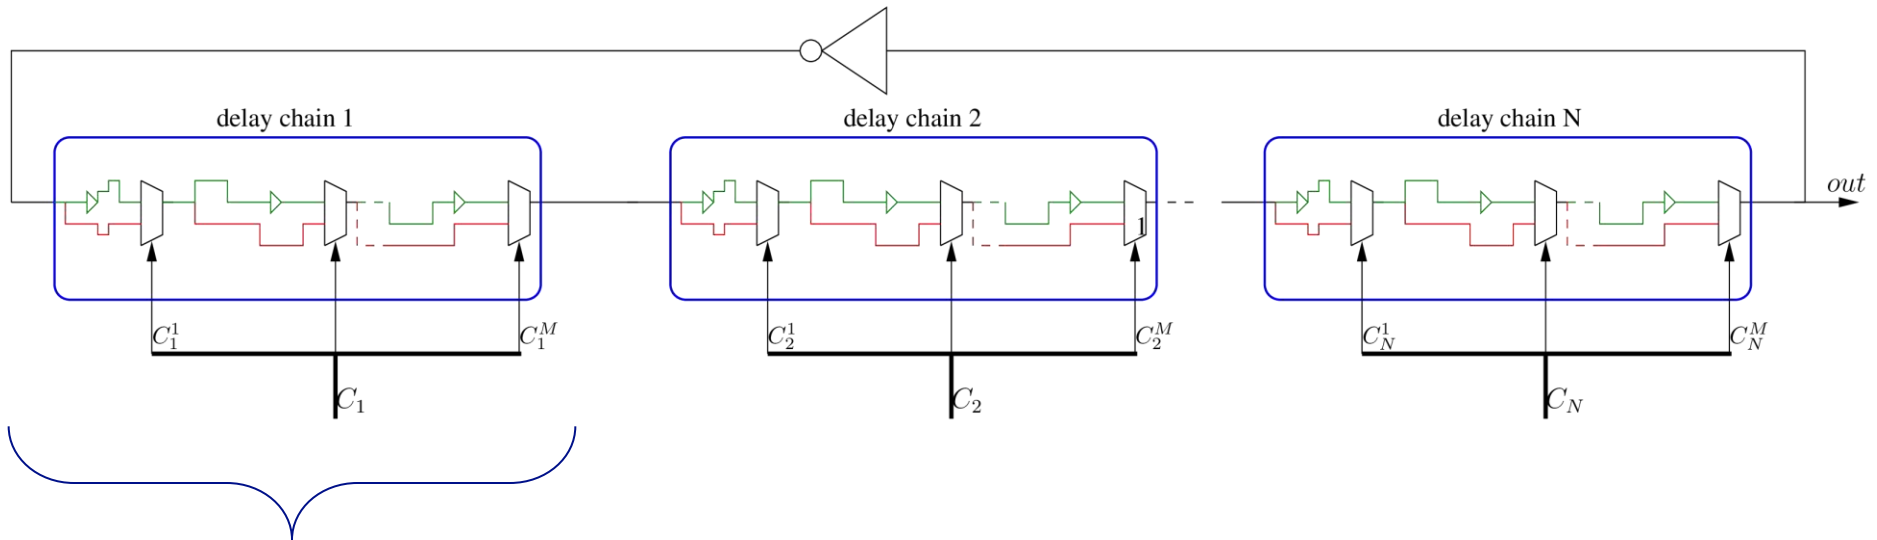 delay chain 1
delay chain 2
delay chain N
out
1
C_1^1
C_1^M
C_2^1
C_2^M
C_N^1
C_N^M
C_1
C_2
C_N